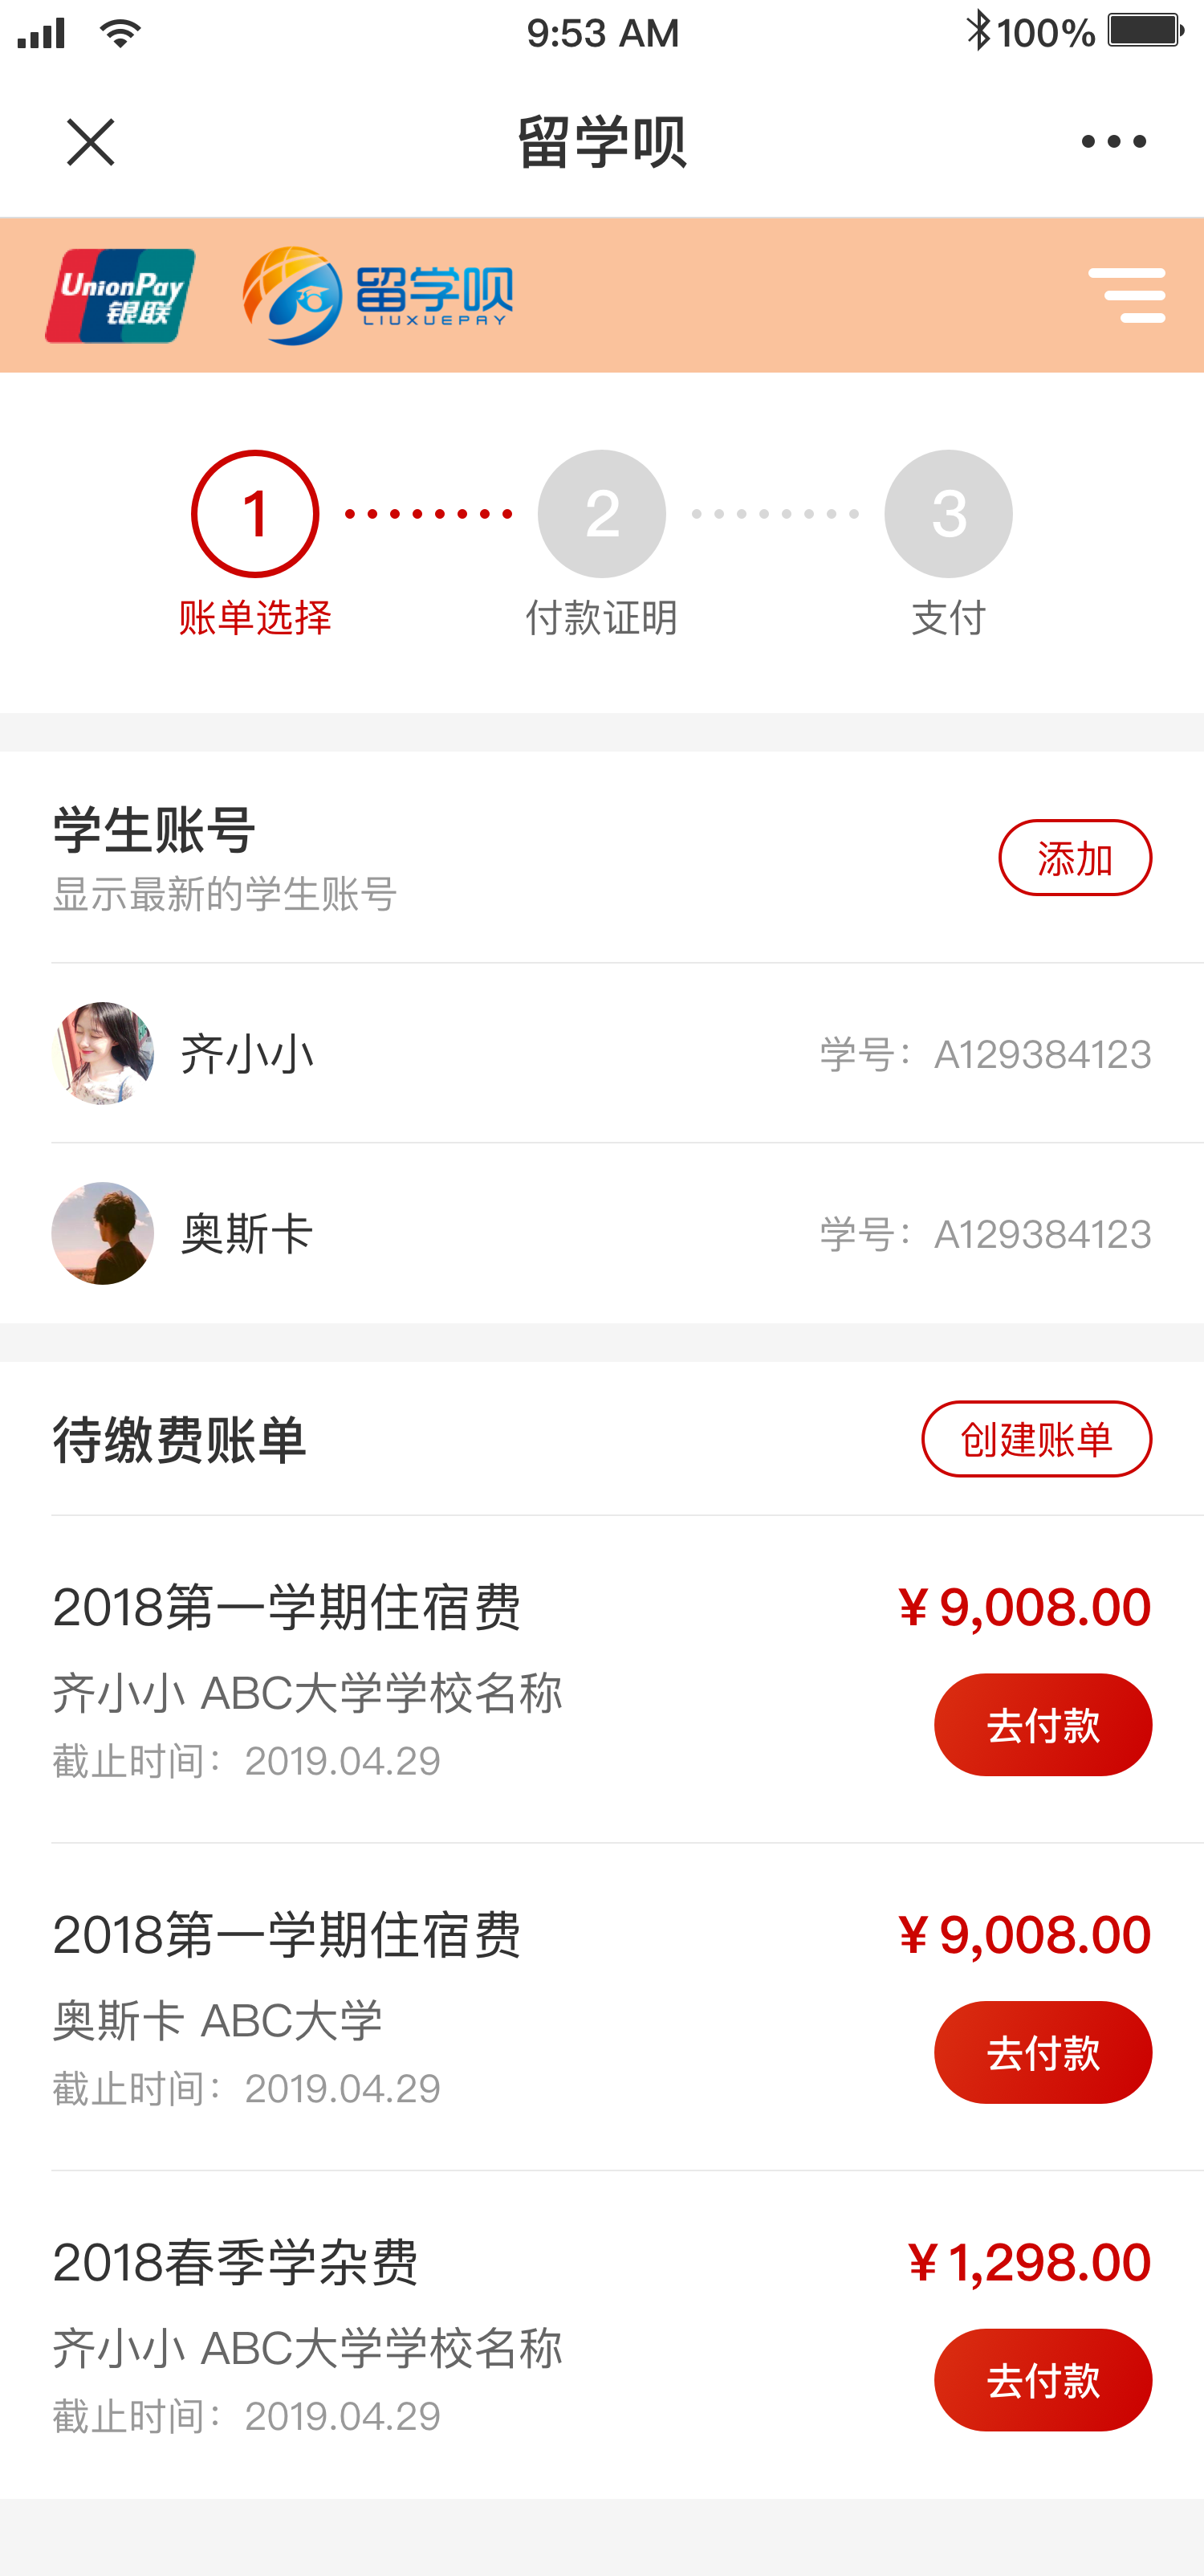 9:53 AM
100%
留学呗
UnionPay
银联
留学呗
LIUXUEPAY
1
2
3
账单选择
付款证明
支付
学生账号
添加
显示最新的学生账号
齐小小
学号：A129384123
奥斯卡
学号：A129384123
待缴费账单
创建账单
2018第一学期住宿费
¥ 9,008.00
齐小小 ABC大学学校名称
去付款
截止时间：2019.04.29
2018第一学期住宿费
¥ 9,008.00
奥斯卡 ABC大学
去付款
截止时间：2019.04.29
2018春季学杂费
¥ 1,298.00
齐小小 ABC大学学校名称
去付款
截止时间：2019.04.29